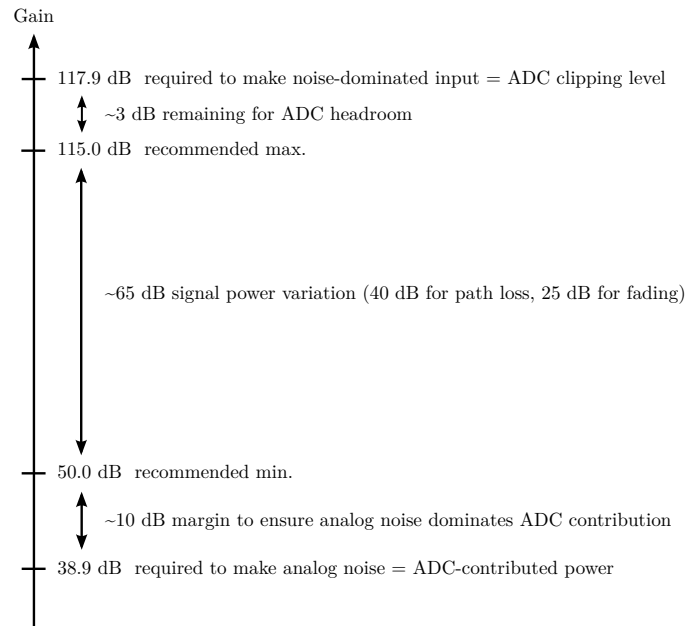 Gain
117.9 dB required to make noise-dominated input = ADC clipping level
~3 dB remaining for ADC headroom
115.0 dB recommended max.
~65 dB signal power variation (40 dB for path loss, 25 dB for fading)
50.0 dB recommended min.
~10 dB margin to ensure analog noise dominates ADC contribution
38.9 dB required to make analog noise = ADC-contributed power